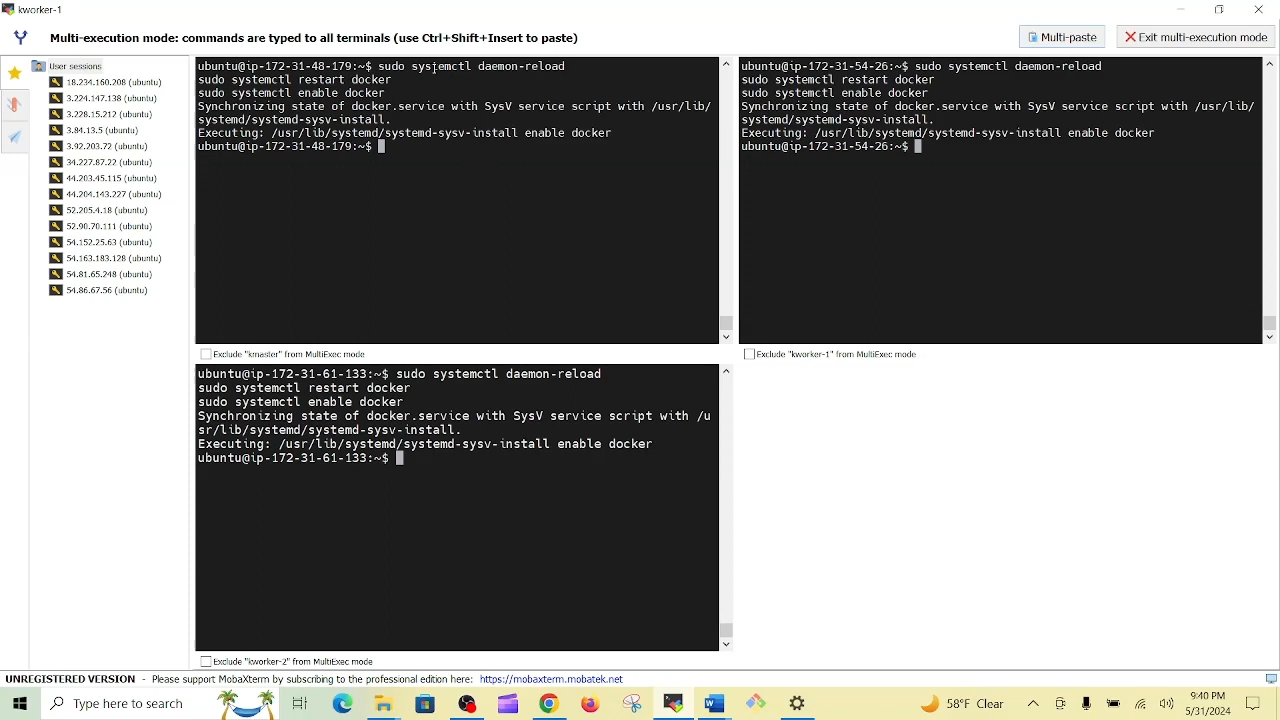 kworker-1
Multi-execution mode: commands are typed to all terminals (use Ctrl+Shift+Insert to paste)
Multi-paste
Exit multi-execution mode
User sessions
18.234.160.208 (ubuntu)
3.224.147.138 (ubuntu)
3.228.15.212 (ubuntu)
3.84.13.5 (ubuntu)
3.92.203.72 (ubuntu)
34.227.87.22 (ubuntu)
44.203.45.115 (ubuntu)
44.204.143.227 (ubuntu)
52.205.4.18 (ubuntu)
52.90.70.111 (ubuntu)
54.152.25.63 (ubuntu)
54.163.183.128 (ubuntu)
54.81.65.248 (ubuntu)
54.86.67.56 (ubuntu)
ubuntu@ip-172-31-48-179:~$ sudo systemctl daemon-reload
sudo systemctl restart docker
sudo systemctl enable docker
Synchronizing state of docker.service with SysV service script with /usr/lib/
systemd/systemd-sysv-install.
Executing: /usr/lib/systemd/systemd-sysv-install enable docker
ubuntu@ip-172-31-48-179:~$
Exclude "kmaster" from MultiExec mode
ubuntu@ip-172-31-54-26:~$ sudo systemctl daemon-reload
sudo systemctl restart docker
sudo systemctl enable docker
Synchronizing state of docker.service with SysV service script with /usr/lib/
systemd/systemd-sysv-install.
Executing: /usr/lib/systemd/systemd-sysv-install enable docker
ubuntu@ip-172-31-54-26:~$
Exclude "kworker-1" from MultiExec mode
ubuntu@ip-172-31-61-133:~$ sudo systemctl daemon-reload
sudo systemctl restart docker
sudo systemctl enable docker
Synchronizing state of docker.service with SysV service script with /u
sr/lib/systemd/systemd-sysv-install.
Executing: /usr/lib/systemd/systemd-sysv-install enable docker
ubuntu@ip-172-31-61-133:~$
Exclude "kworker-2" from MultiExec mode
UNREGISTERED VERSION - Please support MobaXterm by subscribing to the professional edition here: https://mobaxterm.mobatek.net
Type here to search
58°F Clear
9:40 PM
5/31/2024